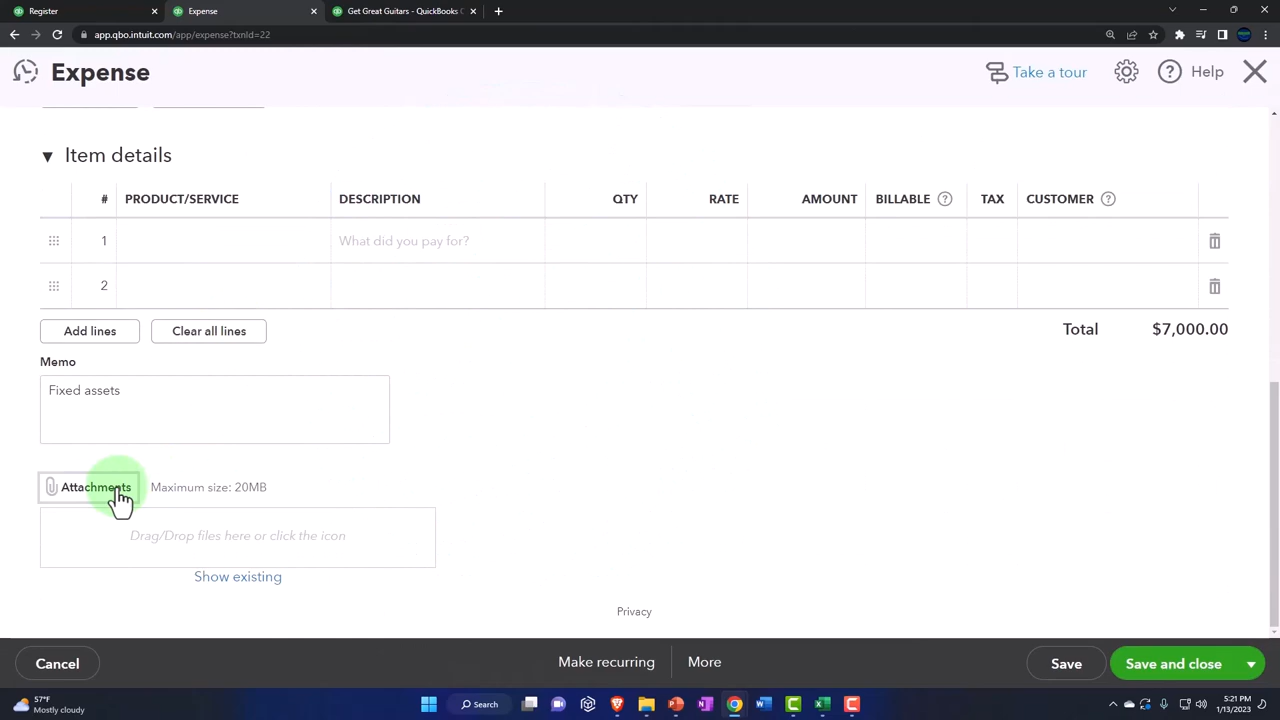 Register
Expense
Get Great Guitars - QuickBooks C
app.qbo.intuit.com/app/expense?txnId=22
Expense
Take a tour
Help
Item details
# PRODUCT/SERVICE DESCRIPTION QTY RATE AMOUNT BILLABLE ? TAX CUSTOMER ?
1 What did you pay for?
2
Add lines Clear all lines Total $7,000.00
Memo
Fixed assets
Attachments Maximum size: 20MB
Drag/Drop files here or click the icon
Show existing
Privacy
Cancel Make recurring More Save Save and close
57°F
Mostly cloudy
Search
5:21 PM
1/13/2023